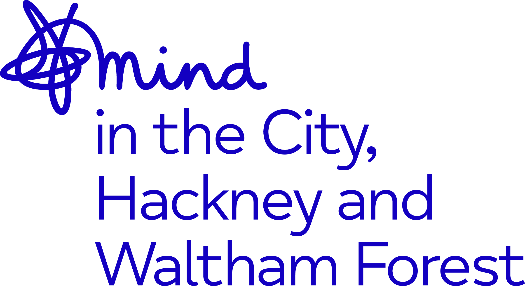 mind
in the City,
Hackney and
Waltham Forest